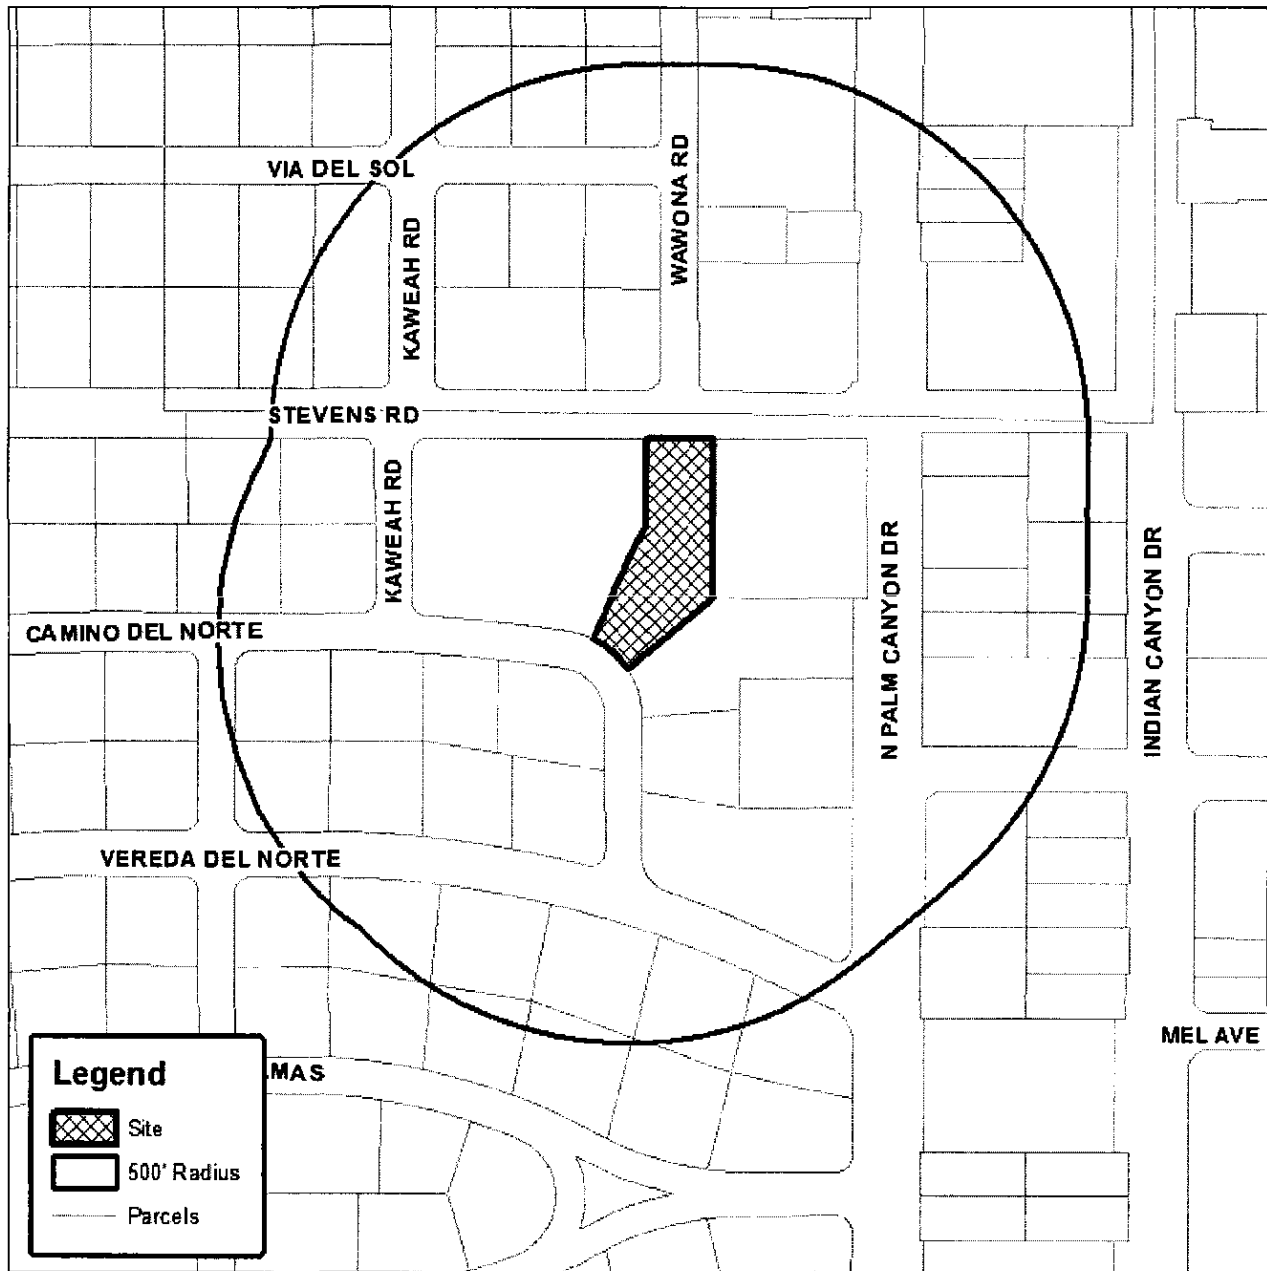 VIA DEL SOL
WAWONA RD
KAWEAH RD
STEVENS RD
KAWEAH RD
N PALM CANYON DR
INDIAN CANYON DR
CAMINO DEL NORTE
VEREDA DEL NORTE
MEL AVE
Legend
Site
500' Radius
Parcels